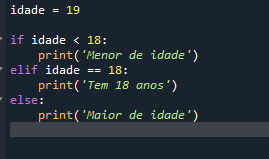 idade = 19
if idade < 18:
    print('Menor de idade')
elif idade == 18:
    print('Tem 18 anos')
else:
    print('Maior de idade')